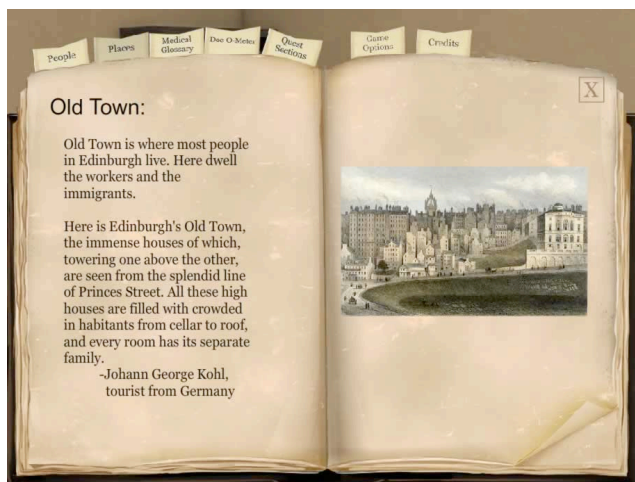 People
Places
Medical
Glossary
Doc O-Meter
Quest
Sections
Game
Options
Credits
X
Old Town:
Old Town is where most people
in Edinburgh live. Here dwell
the workers and the
immigrants.
Here is Edinburgh's Old Town,
the immense houses of which,
towering one above the other,
are seen from the splendid line
of Princes Street. All these high
houses are filled with crowded
in habitants from cellar to roof,
and every room has its separate
family.
-Johann George Kohl,
tourist from Germany